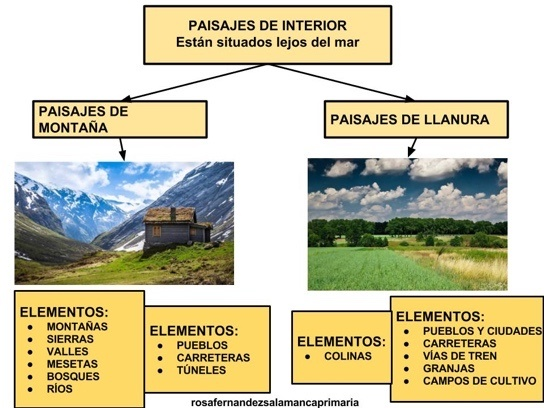 PAISAJES DE INTERIOR
Están situados lejos del mar
PAISAJES DE
MONTAÑA
PAISAJES DE LLANURA
ELEMENTOS:
● MONTAÑAS
● SIERRAS
● VALLES
● MESETAS
● BOSQUES
● RÍOS
ELEMENTOS:
● PUEBLOS
● CARRETERAS
● TÚNELES
ELEMENTOS:
● COLINAS
ELEMENTOS:
● PUEBLOS Y CIUDADES
● CARRETERAS
● VÍAS DE TREN
● GRANJAS
● CAMPOS DE CULTIVO
rosafernandezsalamancaprimaria